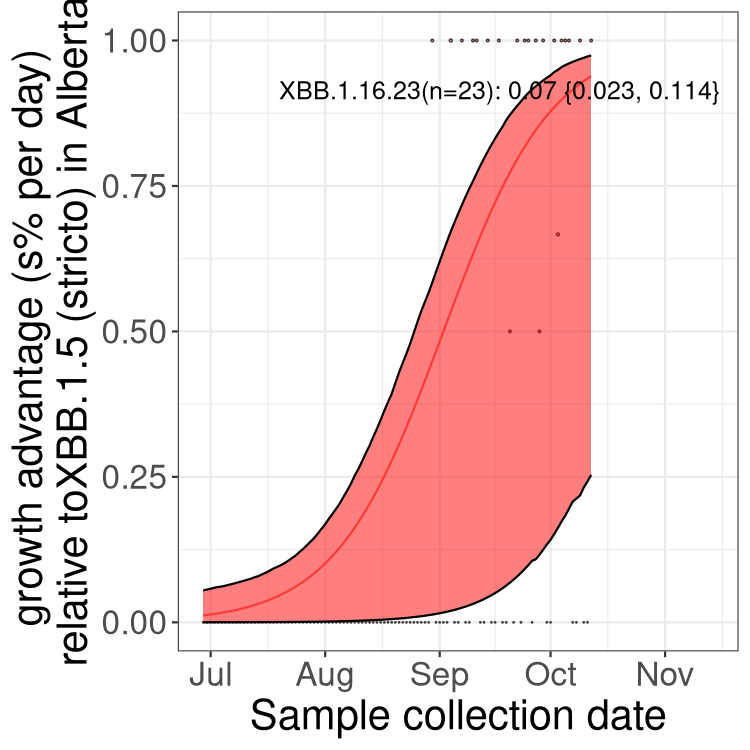 growth advantage (s% per day)
relative toXBB.1.5 (stricto) in Alberta
1.00
XBB.1.16.23(n=23): 0.07 {0.023, 0.114}
0.75
0.50
0.25
0.00
Jul Aug Sep Oct Nov
Sample collection date